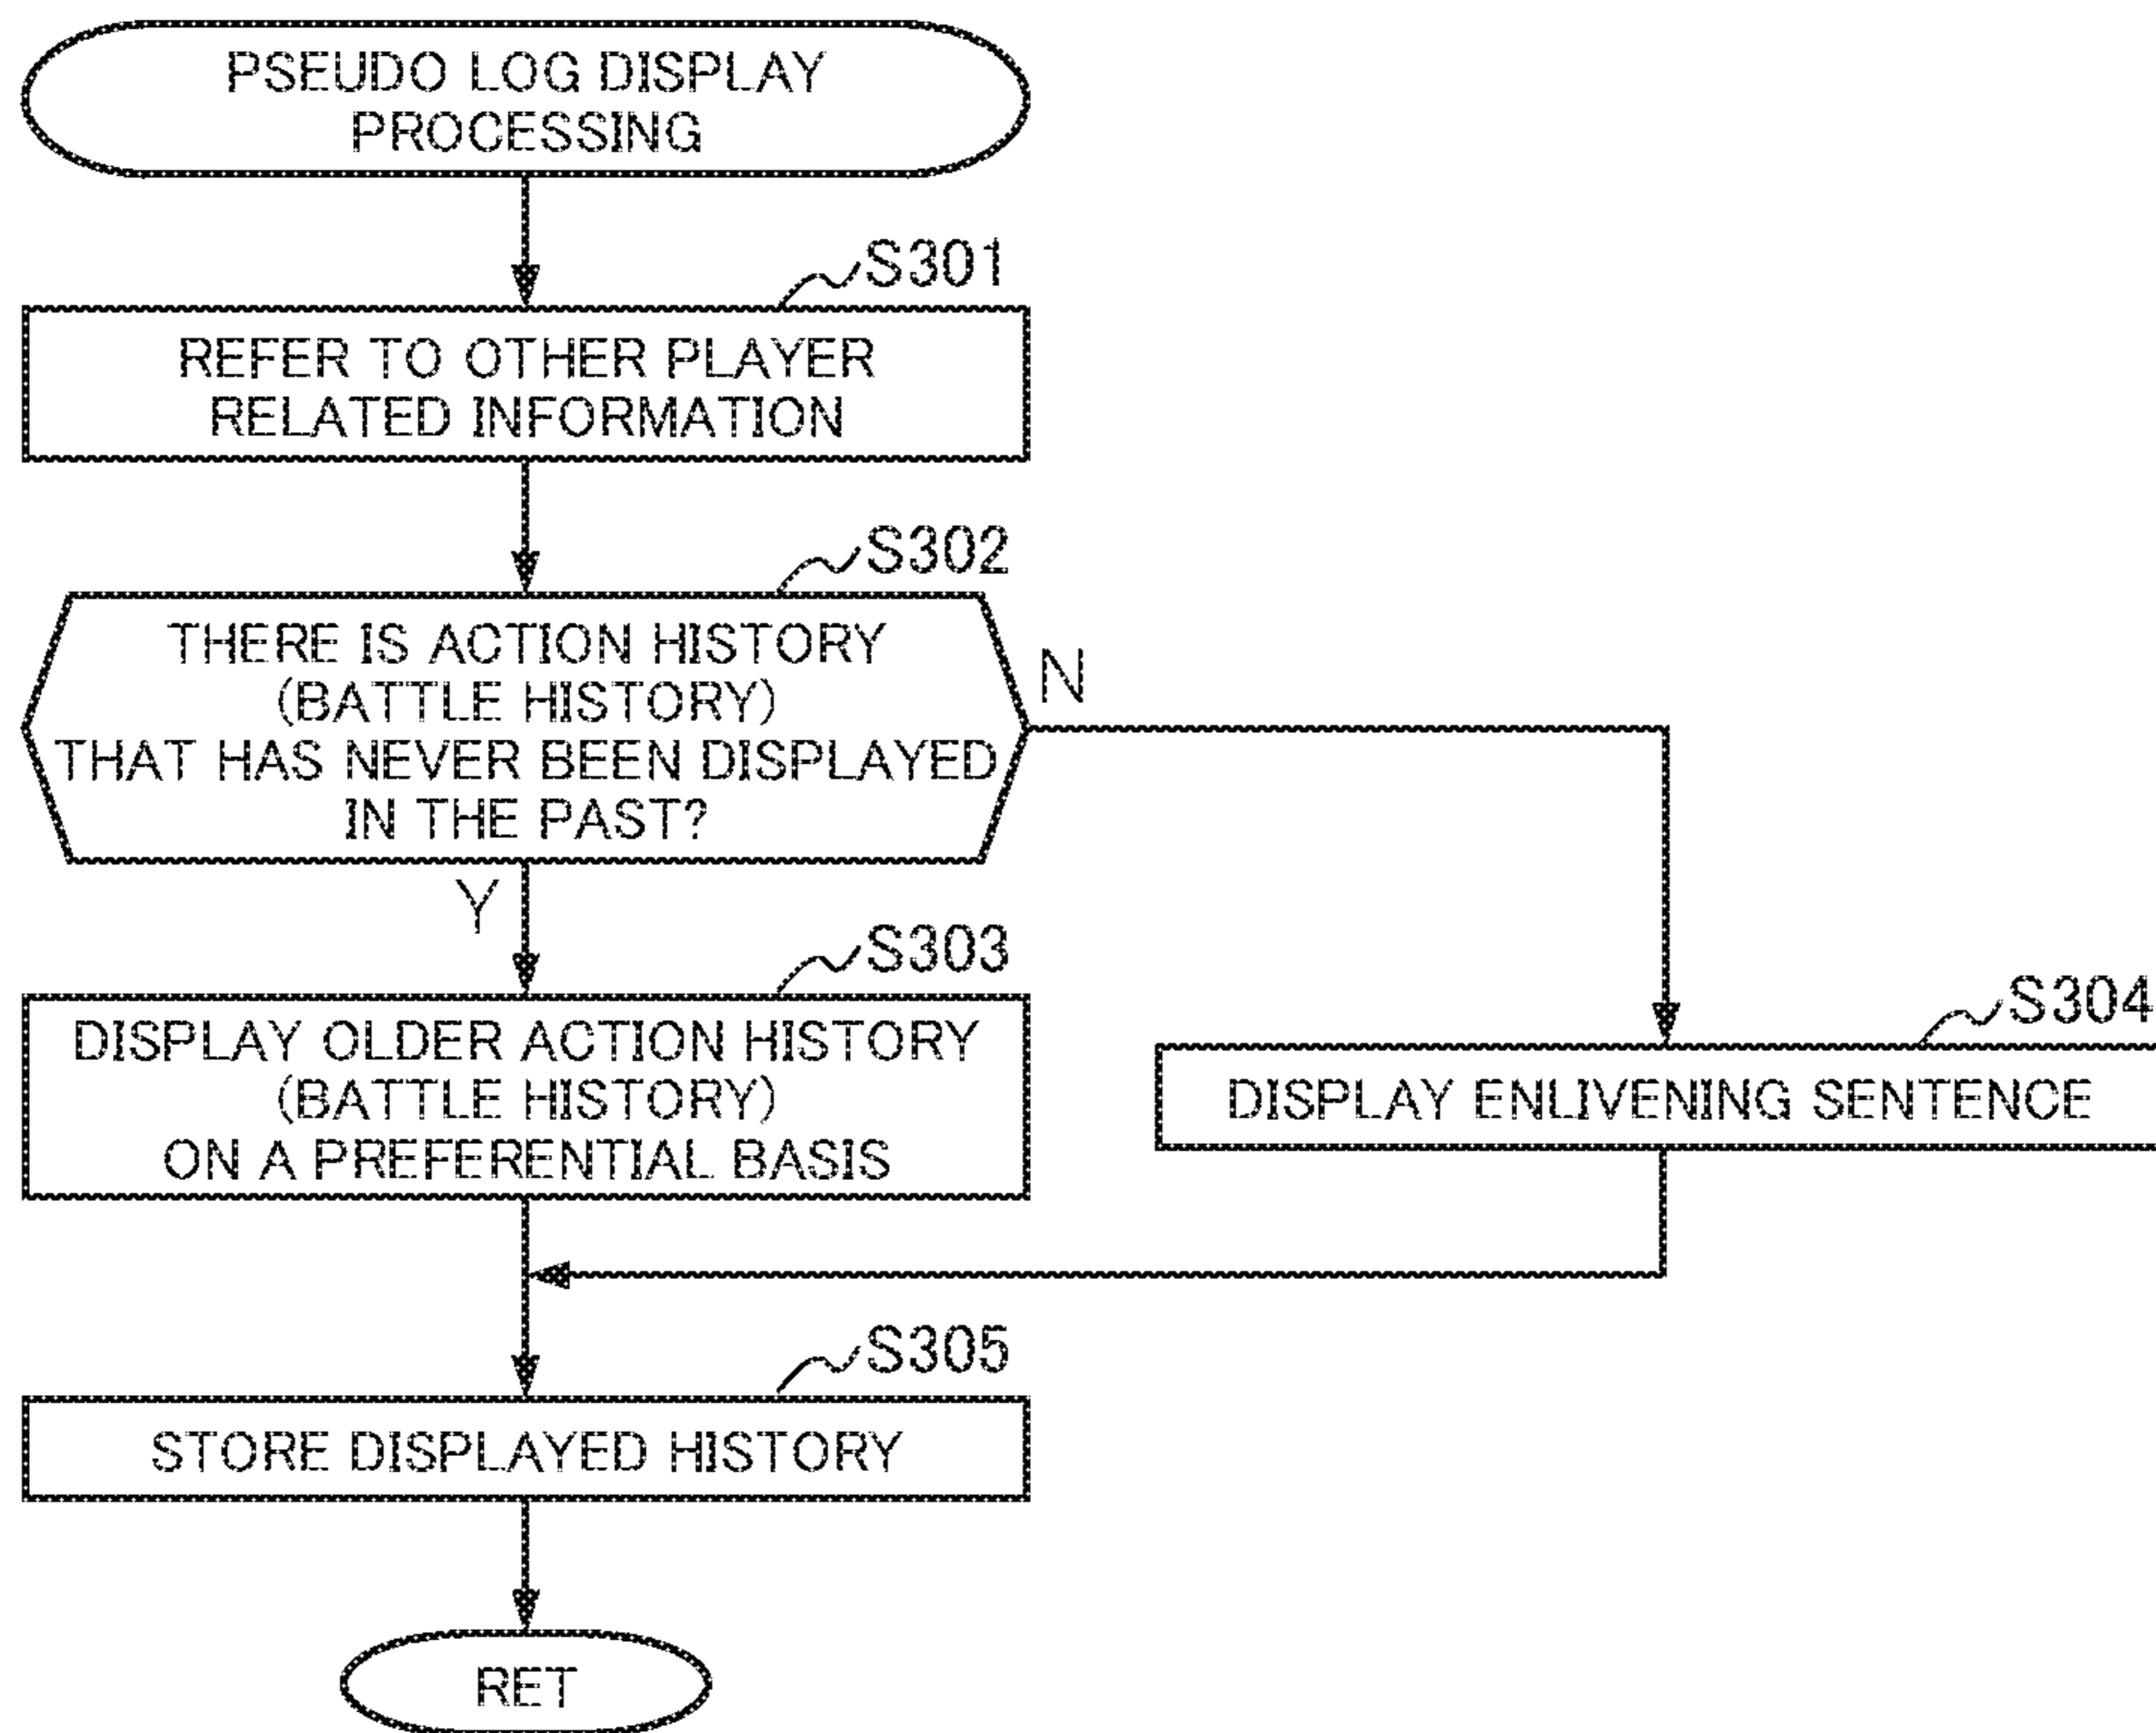 PSEUDO LOG DISPLAY
PROCESSING
S301
REFER TO OTHER PLAYER
RELATED INFORMATION
S302
THERE IS ACTION HISTORY
(BATTLE HISTORY)
THAT HAS NEVER BEEN DISPLAYED
IN THE PAST?
N
Y
S303
DISPLAY OLDER ACTION HISTORY
(BATTLE HISTORY)
ON A PREFERENTIAL BASIS
S304
DISPLAY ENLIVENING SENTENCE
S305
STORE DISPLAYED HISTORY
RET